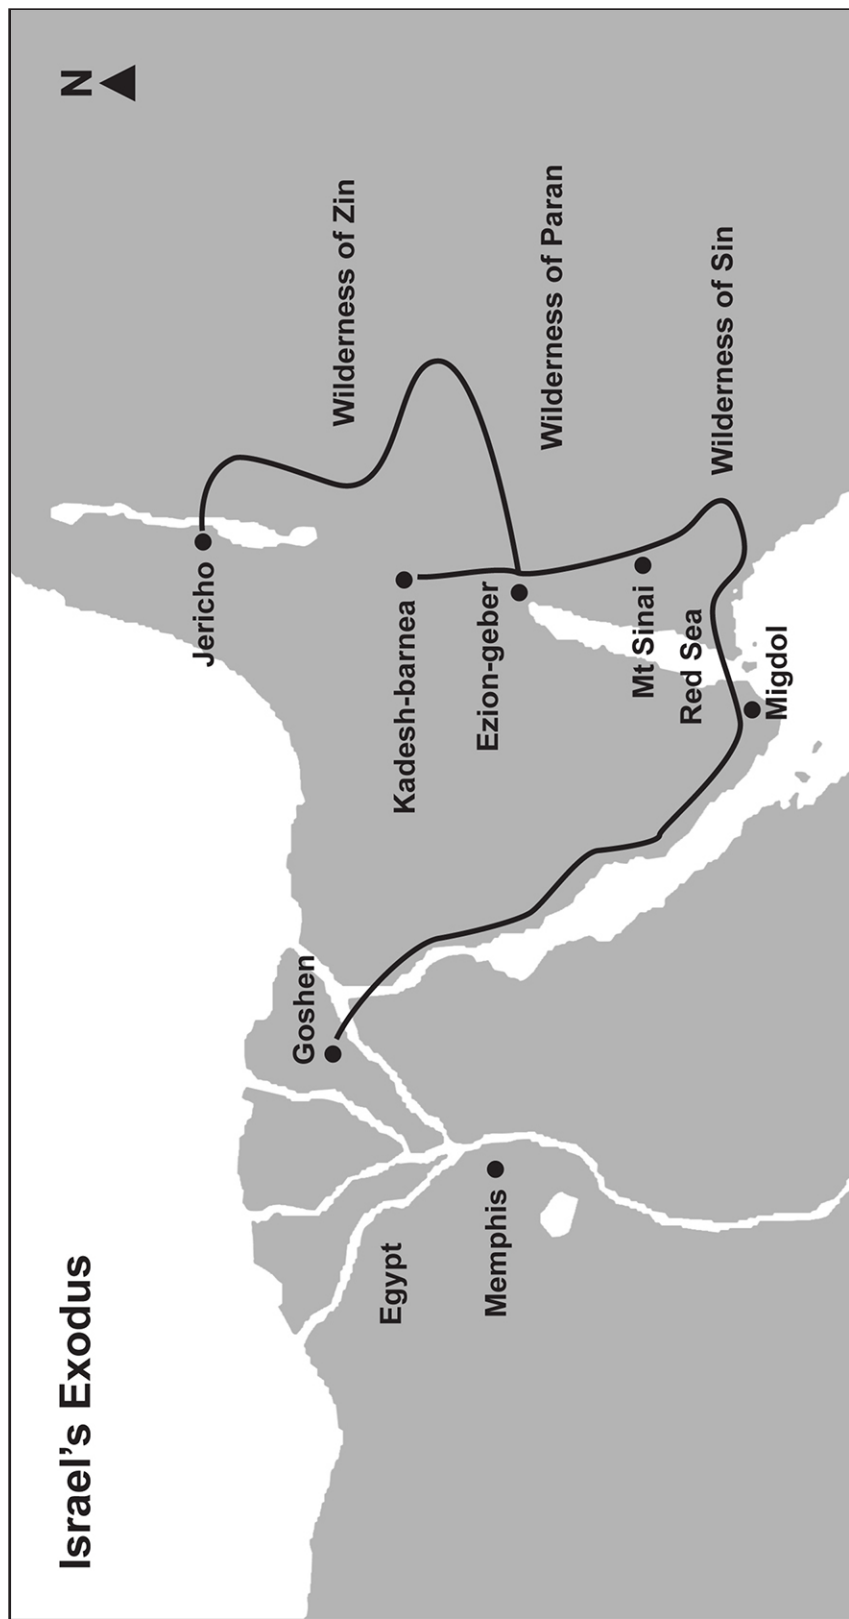 Israel's Exodus
N
Jericho
Goshen
Wilderness of Zin
Egypt
Kadesh-barnea
Memphis
Ezion-geber
Wilderness of Paran
Mt Sinai
Red Sea
Wilderness of Sin
Migdol